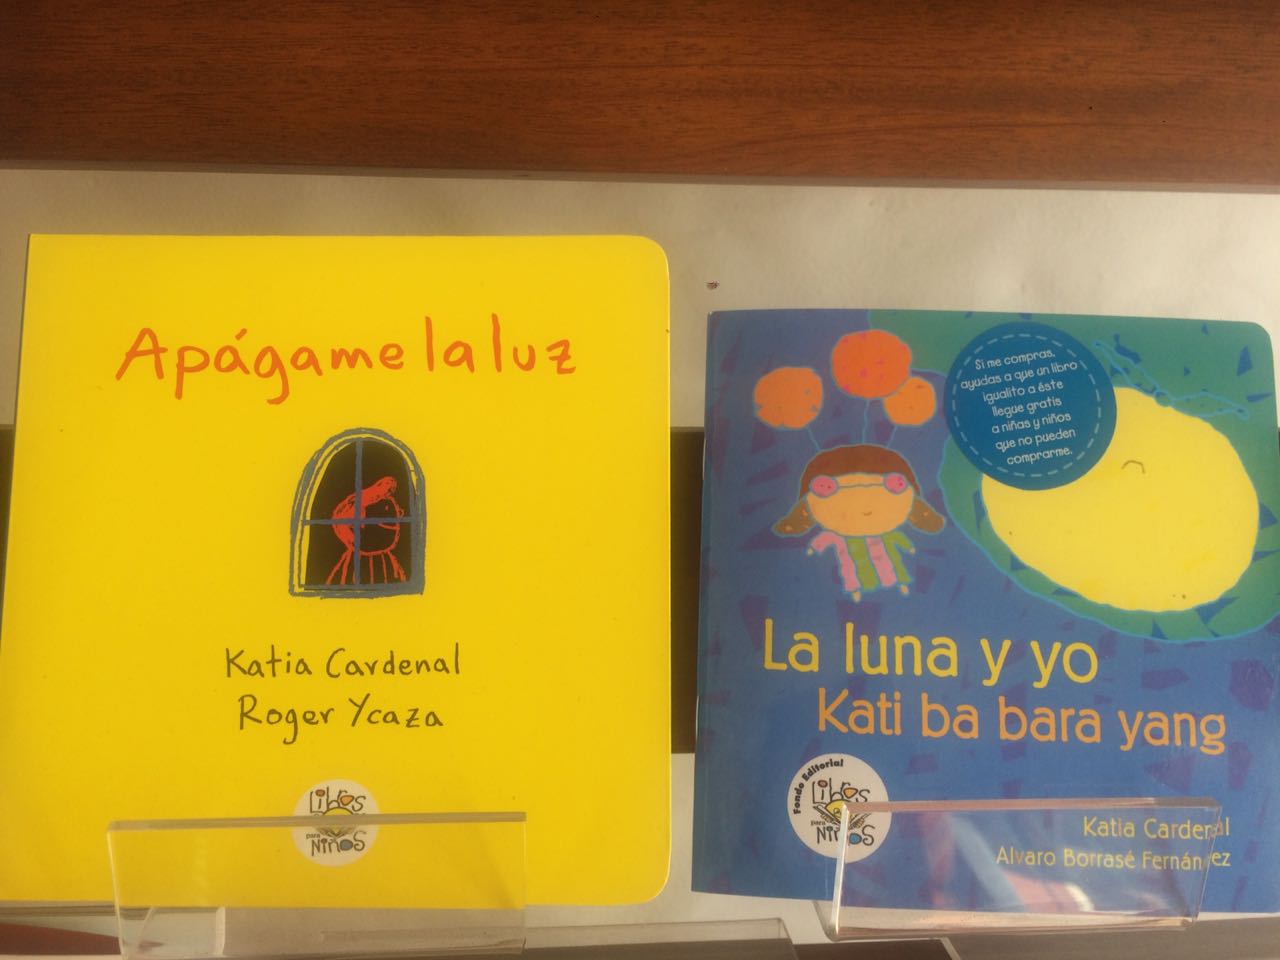 Apágame la luz
Katia Cardenal
Roger Ycaza
Libros
para
Niños
Si me compras,
ayudas a que un libro
igualito a éste
llegue gratis
a niñas y niños
que no pueden
comprarme.
La luna y yo
Kati ba bara yang
Fondo Editorial
Libros
para
Niños
Katia Cardenal
Alvaro Borrasé Fernández